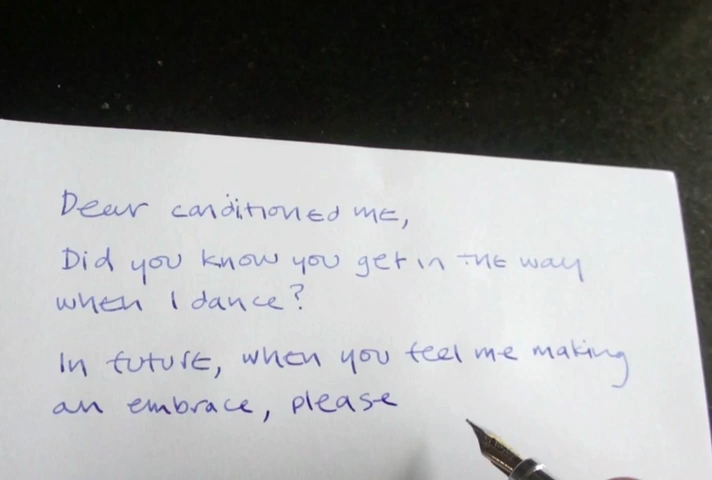 Dear conditioned me,
Did you know you get in the way
when I dance?
In future, when you feel me making
an embrace, please